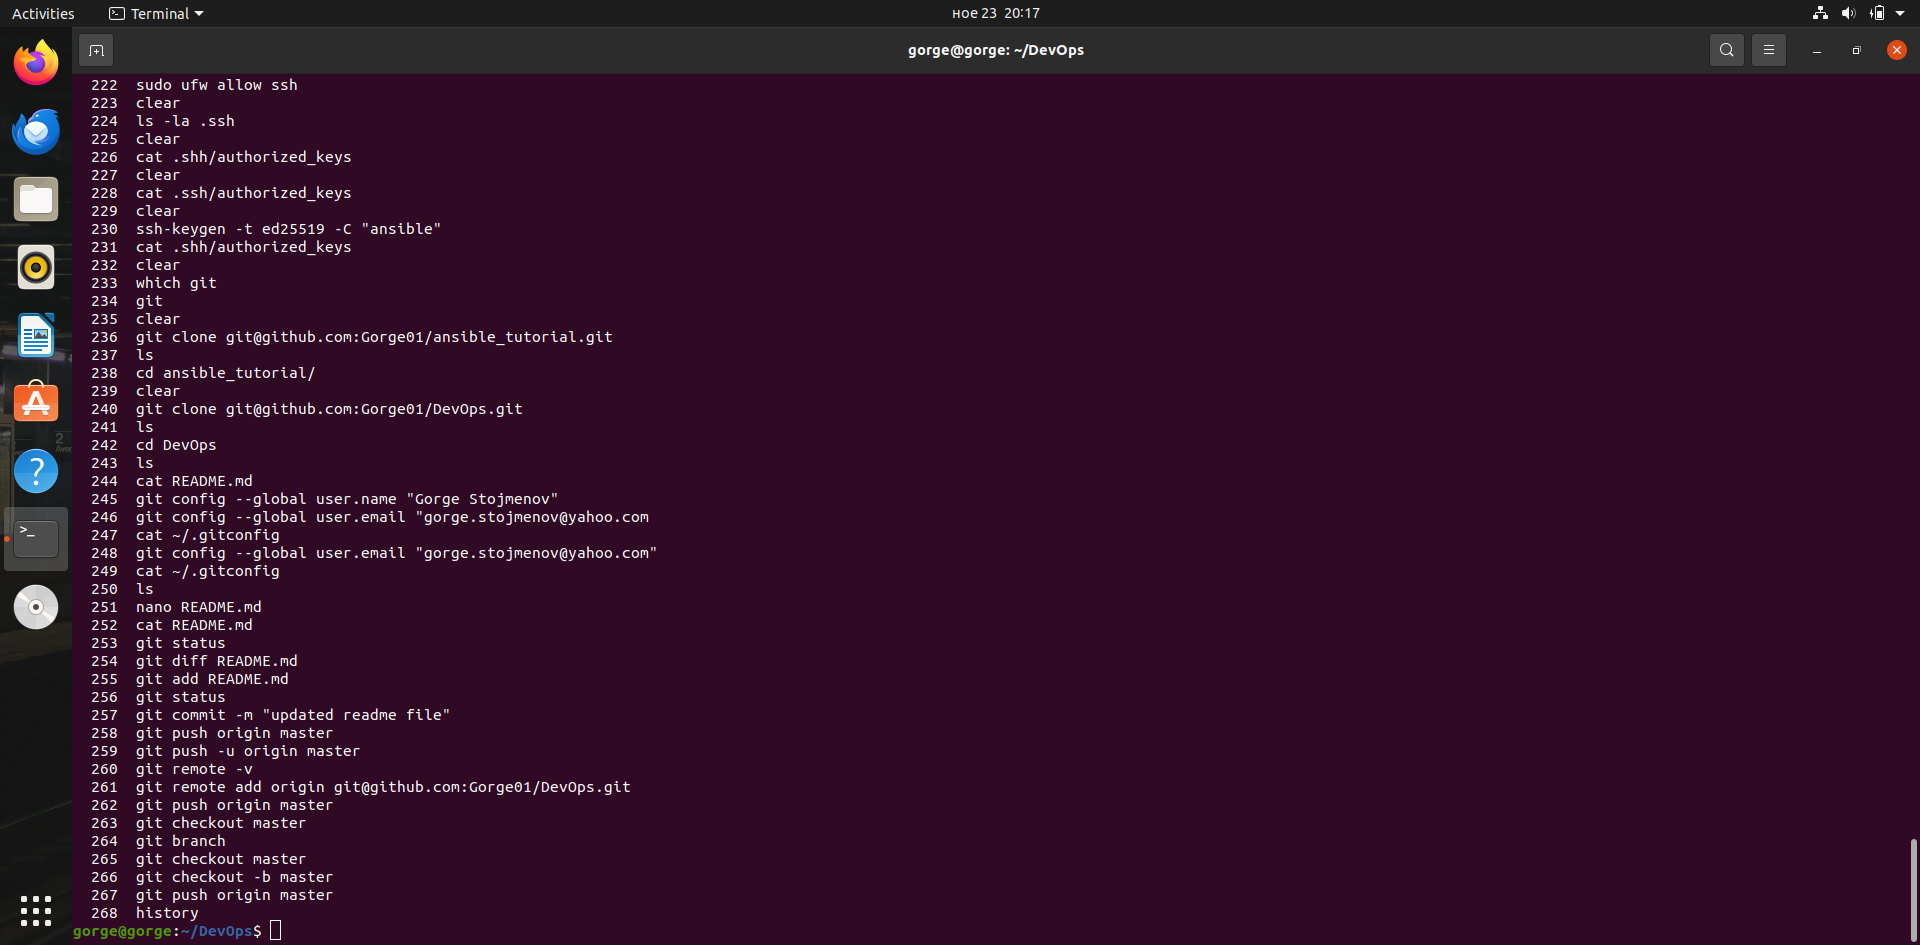 Activities
Terminal
ное 23 20:17
gorge@gorge: ~/DevOps
222 sudo ufw allow ssh
223 clear
224 ls -la .ssh
225 clear
226 cat .shh/authorized_keys
227 clear
228 cat .ssh/authorized_keys
229 clear
230 ssh-keygen -t ed25519 -C "ansible"
231 cat .shh/authorized_keys
232 clear
233 which git
234 git
235 clear
236 git clone git@github.com:Gorge01/ansible_tutorial.git
237 ls
238 cd ansible_tutorial/
239 clear
240 git clone git@github.com:Gorge01/DevOps.git
241 ls
242 cd DevOps
243 ls
244 cat README.md
245 git config --global user.name "Gorge Stojmenov"
246 git config --global user.email "gorge.stojmenov@yahoo.com
247 cat ~/.gitconfig
248 git config --global user.email "gorge.stojmenov@yahoo.com"
249 cat ~/.gitconfig
250 ls
251 nano README.md
252 cat README.md
253 git status
254 git diff README.md
255 git add README.md
256 git status
257 git commit -m "updated readme file"
258 git push origin master
259 git push -u origin master
260 git remote -v
261 git remote add origin git@github.com:Gorge01/DevOps.git
262 git push origin master
263 git checkout master
264 git branch
265 git checkout master
266 git checkout -b master
267 git push origin master
268 history
gorge@gorge:~/DevOps$